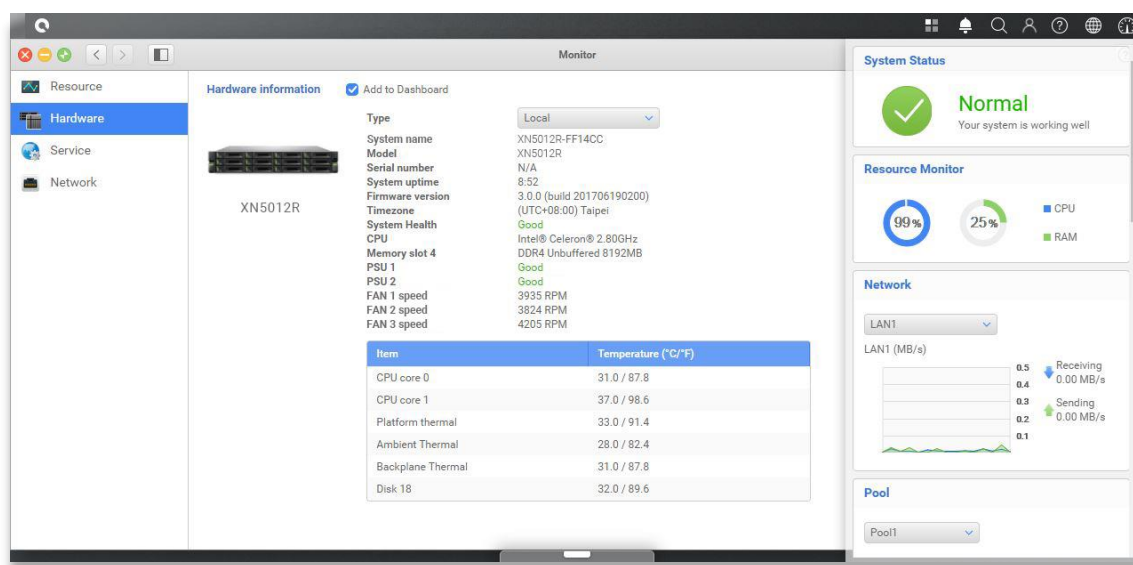 Monitor
Resource
Hardware
Service
Network
Hardware information
Add to Dashboard
XN5012R
Type Local
System name XN5012R-FF14CC
Model XN5012R
Serial number N/A
System uptime 8:52
Firmware version 3.0.0 (build 201706190200)
Timezone (UTC+08:00) Taipei
System Health Good
CPU Intel® Celeron® 2.80GHz
Memory slot 4 DDR4 Unbuffered 8192MB
PSU 1 Good
PSU 2 Good
FAN 1 speed 3935 RPM
FAN 2 speed 3824 RPM
FAN 3 speed 4205 RPM
Item Temperature (°C/°F)
CPU core 0 31.0 / 87.8
CPU core 1 37.0 / 98.6
Platform thermal 33.0 / 91.4
Ambient Thermal 28.0 / 82.4
Backplane Thermal 31.0 / 87.8
Disk 18 32.0 / 89.6
System Status
Normal
Your system is working well
Resource Monitor
99%
25%
CPU
RAM
Network
LAN1
LAN1 (MB/s)
0.5
0.4
0.3
0.2
0.1
Receiving
0.00 MB/s
Sending
0.00 MB/s
Pool
Pool1